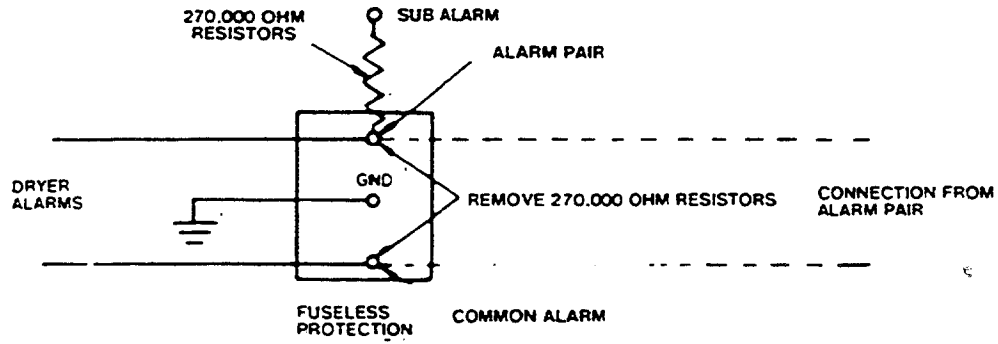 270.000 OHM
RESISTORS
SUB ALARM
ALARM PAIR
GND
DRYER
ALARMS
REMOVE 270.000 OHM RESISTORS
CONNECTION FROM
ALARM PAIR
FUSELESS
PROTECTION
COMMON ALARM